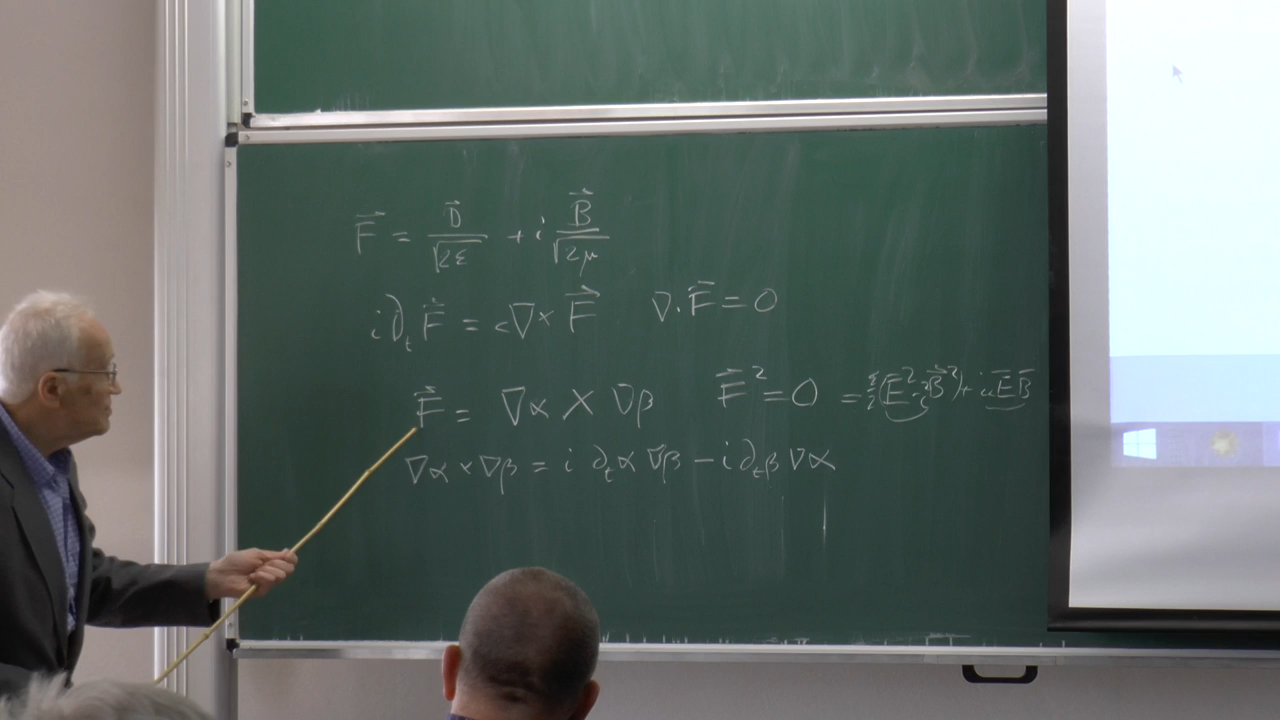 F⃗ = D⃗/√2ε + i B⃗/√2μ
i∂ₜF⃗ = c∇×F⃗ ∇·F⃗ = 0
F⃗ = ∇α × ∇β F⃗² = 0 =
∇α×∇β = i ∂ₜα ∇β − i ∂ₜβ ∇α